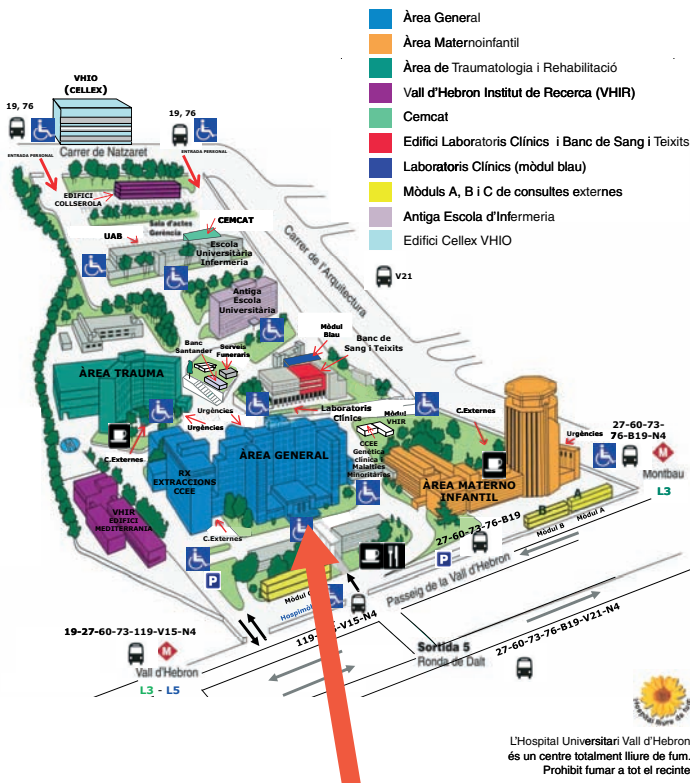 Àrea General
Àrea Maternoinfantil
Àrea de Traumatologia i Rehabilitació
Vall d'Hebron Institut de Recerca (VHIR)
Cemcat
Edifici Laboratoris Clínics i Banc de Sang i Teixits
Laboratoris Clínics (mòdul blau)
Mòduls A, B i C de consultes externes
Antiga Escola d'Infermeria
Edifici Cellex VHIO
VHIO
(CELLEX)
19, 76
19, 76
ENTRADA PERSONAL
Carrer de Natzaret
ENTRADA PERSONAL
EDIFICI
COLLSEROLA
Sala d'actes
Gerència
CEMCAT
UAB
Escola
Universitària
Infermeria
Carrer de l'Arquitectura
V21
Antiga
Escola
Universitària
Banc
Santander
Serveis
Funeraris
Mòdul
Blau
Banc de
Sang i Teixits
ÀREA TRAUMA
Urgències
Urgències
Laboratoris
Clínics
Mòdul
VHIR
C.Externes
C.Externes
Urgències
27-60-73-
76-B19-N4
M
Montbau
L3
CCEE
Genètica
clínica i
Malalties
Minoritàries
ÀREA GENERAL
RX
EXTRACCIONS
CCEE
ÀREA MATERNO
INFANTIL
VHIR
EDIFICI
MEDITERRANIA
C.Externes
P
P
B
A
Mòdul B
Mòdul A
27-60-73-76-B19
Passeig de la Vall d'Hebron
Mòdul
19-27-60-73-119-V15-N4
M
Vall d'Hebron
L3 - L5
-V15-N4
Sortida 5
Ronda de Dalt
27-60-73-76-B19-V21-N4
L'Hospital Universitari Vall d'Hebron
és un centre totalment lliure de fum.
Prohibit fumar a tot el recinte